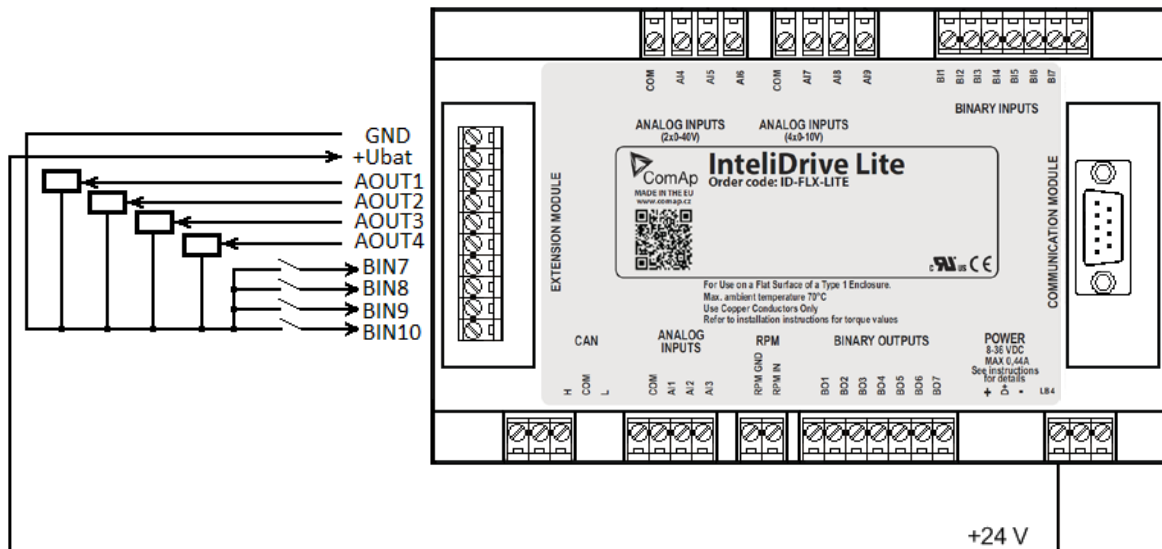 COM AI4 AI5 AI6
COM AI7 AI8 AI9
BI1 BI2 BI3 BI4 BI5 BI6 BI7
ANALOG INPUTS
(2x0-40V)
ANALOG INPUTS
(4x0-10V)
BINARY INPUTS
GND
+Ubat
AOUT1
AOUT2
AOUT3
AOUT4
BIN7
BIN8
BIN9
BIN10
EXTENSION MODULE
ComAp
MADE IN THE EU
www.comap.cz
InteliDrive Lite
Order code: ID-FLX-LITE
c RU US CE
COMMUNICATION MODULE
For Use on a Flat Surface of a Type 1 Enclosure.
Max. ambient temperature 70°C
Use Copper Conductors Only
Refer to installation instructions for torque values
CAN
H COM L
ANALOG
INPUTS
COM AI1 AI2 AI3
RPM
RPM GND RPM IN
BINARY OUTPUTS
BO1 BO2 BO3 BO4 BO5 BO6 BO7
POWER
8-36 VDC
MAX 0,44A
See instructions
for details
+ D+ - LB4
+24 V